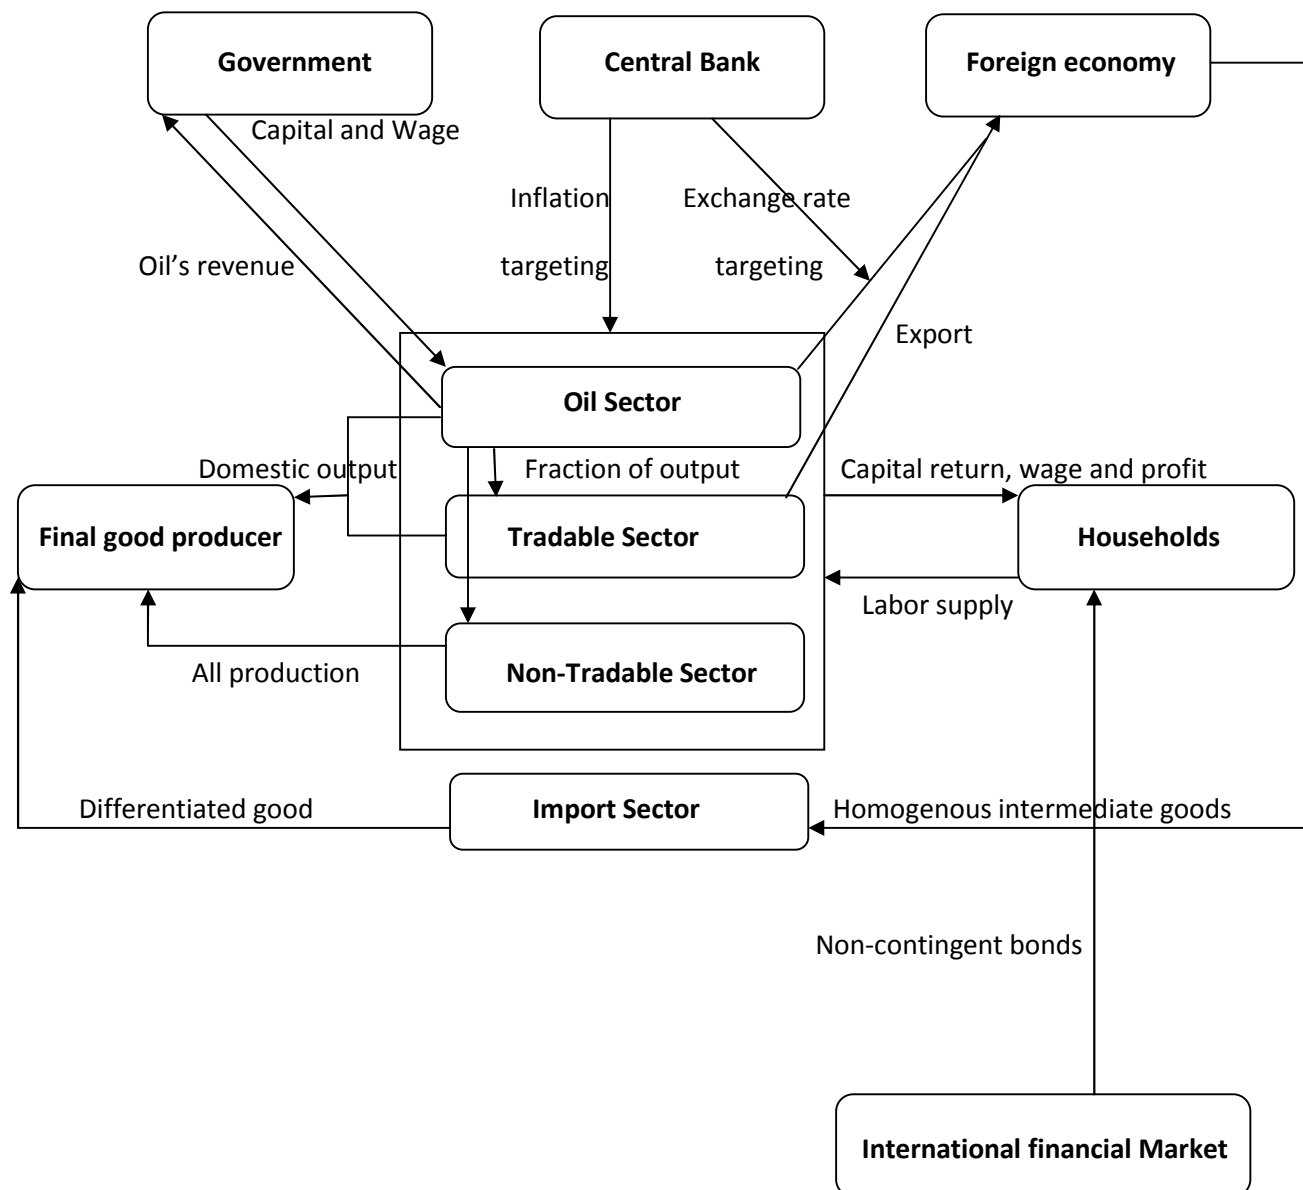 Government
Central Bank
Foreign economy
Capital and Wage
Inflation
Exchange rate
Oil’s revenue
targeting
targeting
Export
Oil Sector
Domestic output
Fraction of output
Capital return, wage and profit
Final good producer
Tradable Sector
Households
Labor supply
All production
Non-Tradable Sector
Differentiated good
Import Sector
Homogenous intermediate goods
Non-contingent bonds
International financial Market